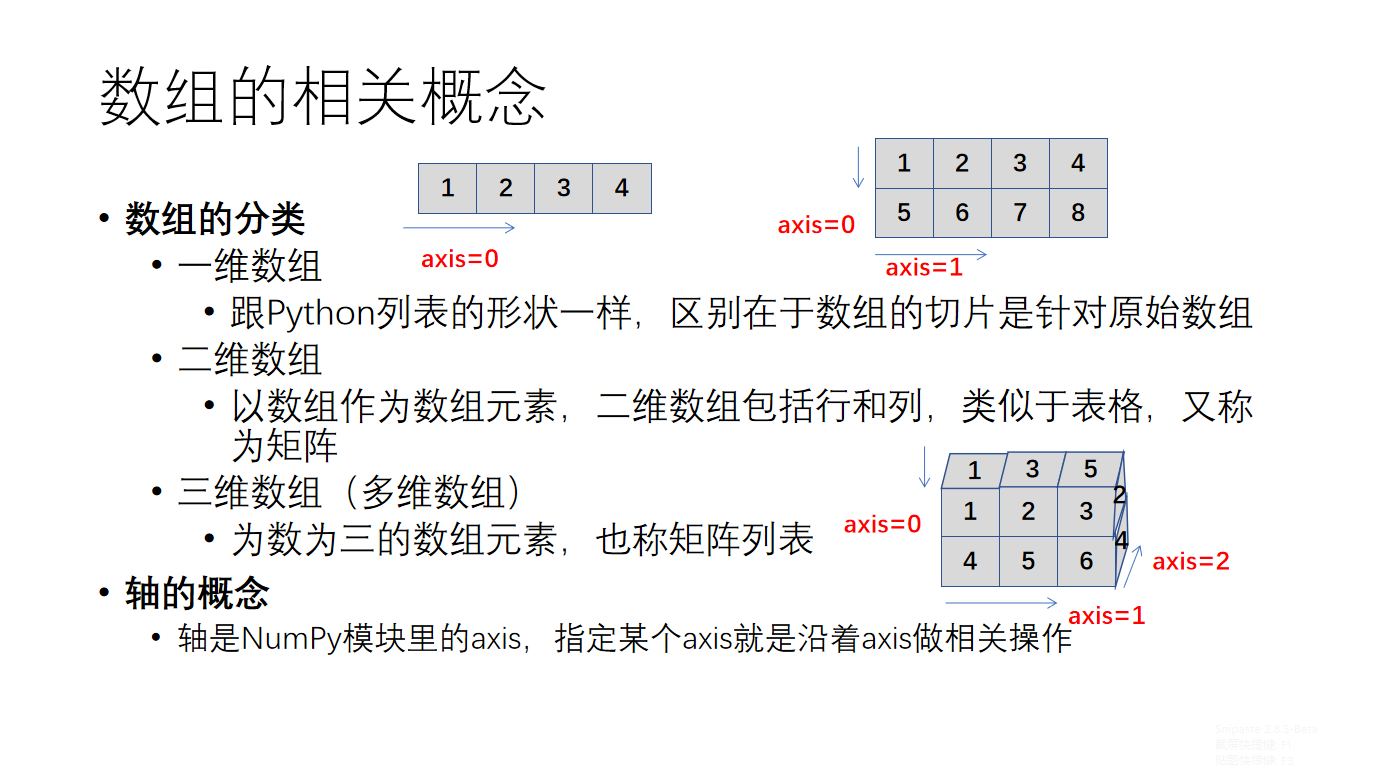 数组的相关概念
1 2 3 4
axis=0
1 2 3 4
5 6 7 8
axis=0
axis=1
• 数组的分类
• 一维数组
• 跟Python列表的形状一样，区别在于数组的切片是针对原始数组
• 二维数组
• 以数组作为数组元素，二维数组包括行和列，类似于表格，又称
为矩阵
• 三维数组（多维数组）
• 为数为三的数组元素，也称矩阵列表
1 3 5
1 2 3
2
4 5 6
4
axis=0
axis=1
axis=2
• 轴的概念
• 轴是NumPy模块里的axis，指定某个axis就是沿着axis做相关操作